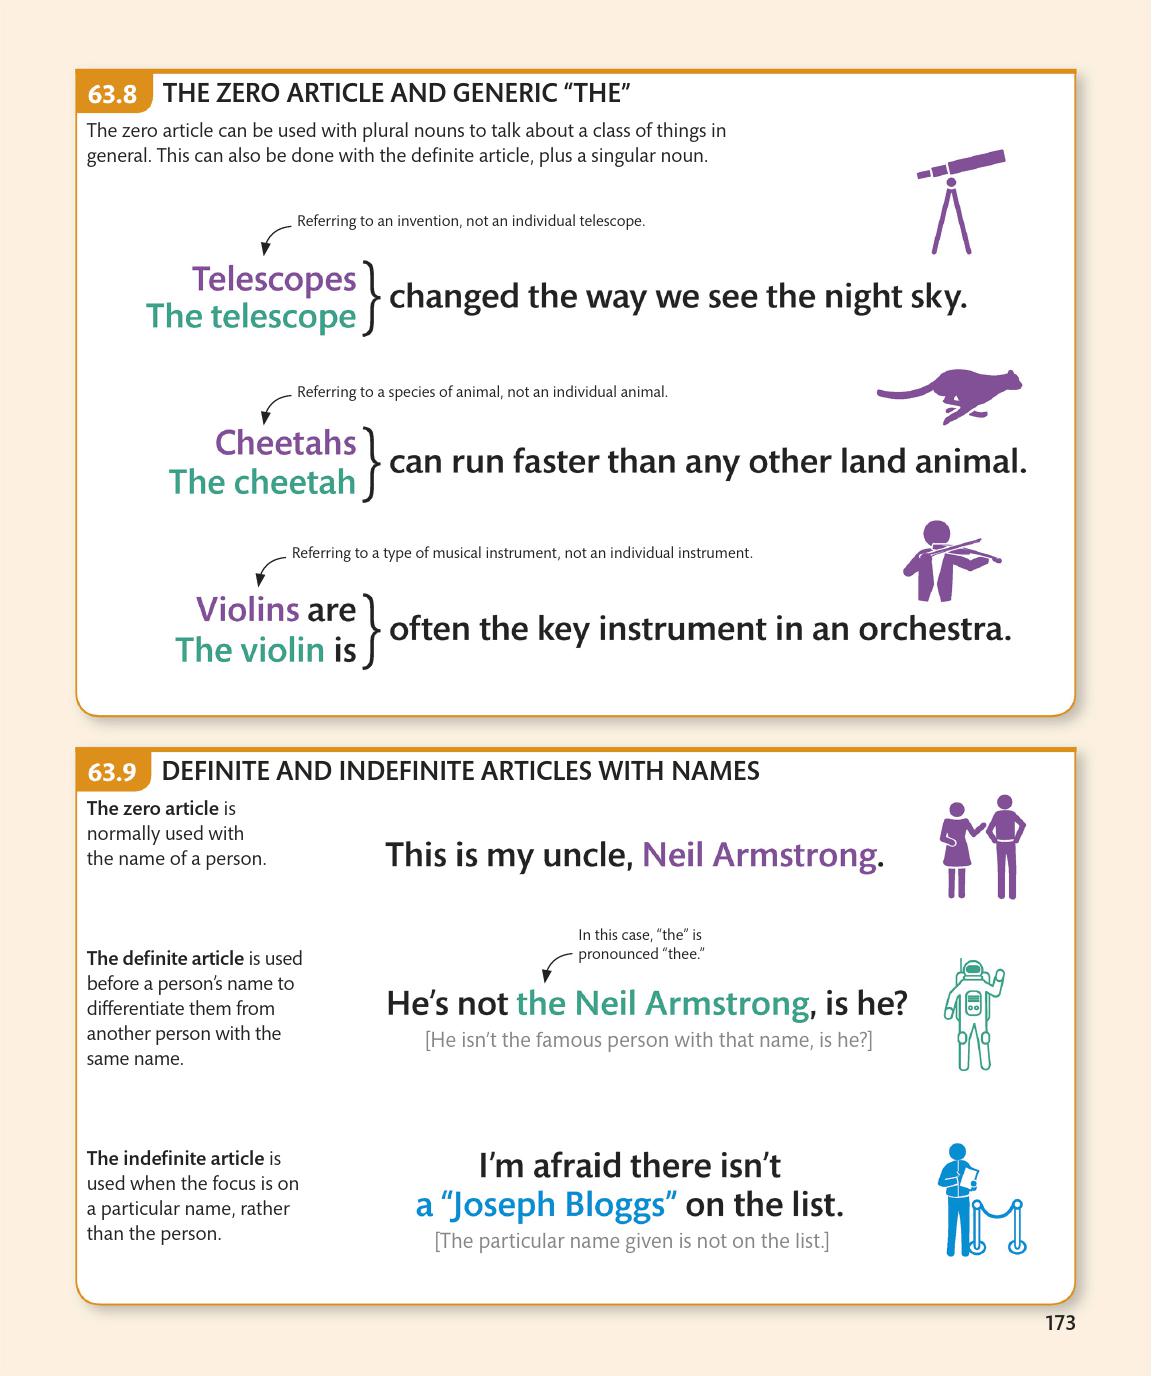 63.8 THE ZERO ARTICLE AND GENERIC “THE”
The zero article can be used with plural nouns to talk about a class of things in
general. This can also be done with the definite article, plus a singular noun.
Referring to an invention, not an individual telescope.
Telescopes
The telescope
changed the way we see the night sky.
Referring to a species of animal, not an individual animal.
Cheetahs
The cheetah
can run faster than any other land animal.
Referring to a type of musical instrument, not an individual instrument.
Violins are
The violin is
often the key instrument in an orchestra.
63.9 DEFINITE AND INDEFINITE ARTICLES WITH NAMES
The zero article is
normally used with
the name of a person.
This is my uncle, Neil Armstrong.
The definite article is used
before a person’s name to
differentiate them from
another person with the
same name.
In this case, “the” is
pronounced “thee.”
He’s not the Neil Armstrong, is he?
[He isn’t the famous person with that name, is he?]
The indefinite article is
used when the focus is on
a particular name, rather
than the person.
I’m afraid there isn’t
a “Joseph Bloggs” on the list.
[The particular name given is not on the list.]
173